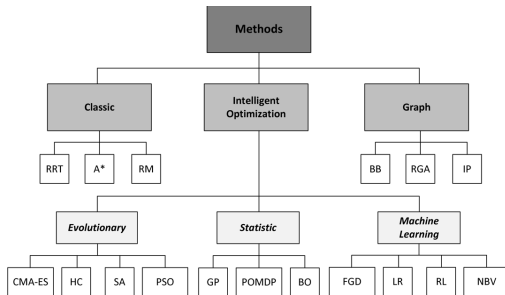 Methods
Classic
Intelligent
Optimization
Graph
RRT
A*
RM
BB
RGA
IP
Evolutionary
Statistic
Machine
Learning
CMA-ES
HC
SA
PSO
GP
POMDP
BO
FGD
LR
RL
NBV